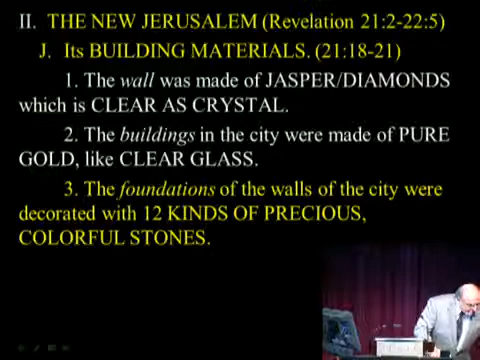 II. THE NEW JERUSALEM (Revelation 21:2-22:5)
J. Its BUILDING MATERIALS. (21:18-21)
1. The wall was made of JASPER/DIAMONDS
which is CLEAR AS CRYSTAL.
2. The buildings in the city were made of PURE
GOLD, like CLEAR GLASS.
3. The foundations of the walls of the city were
decorated with 12 KINDS OF PRECIOUS,
COLORFUL STONES.